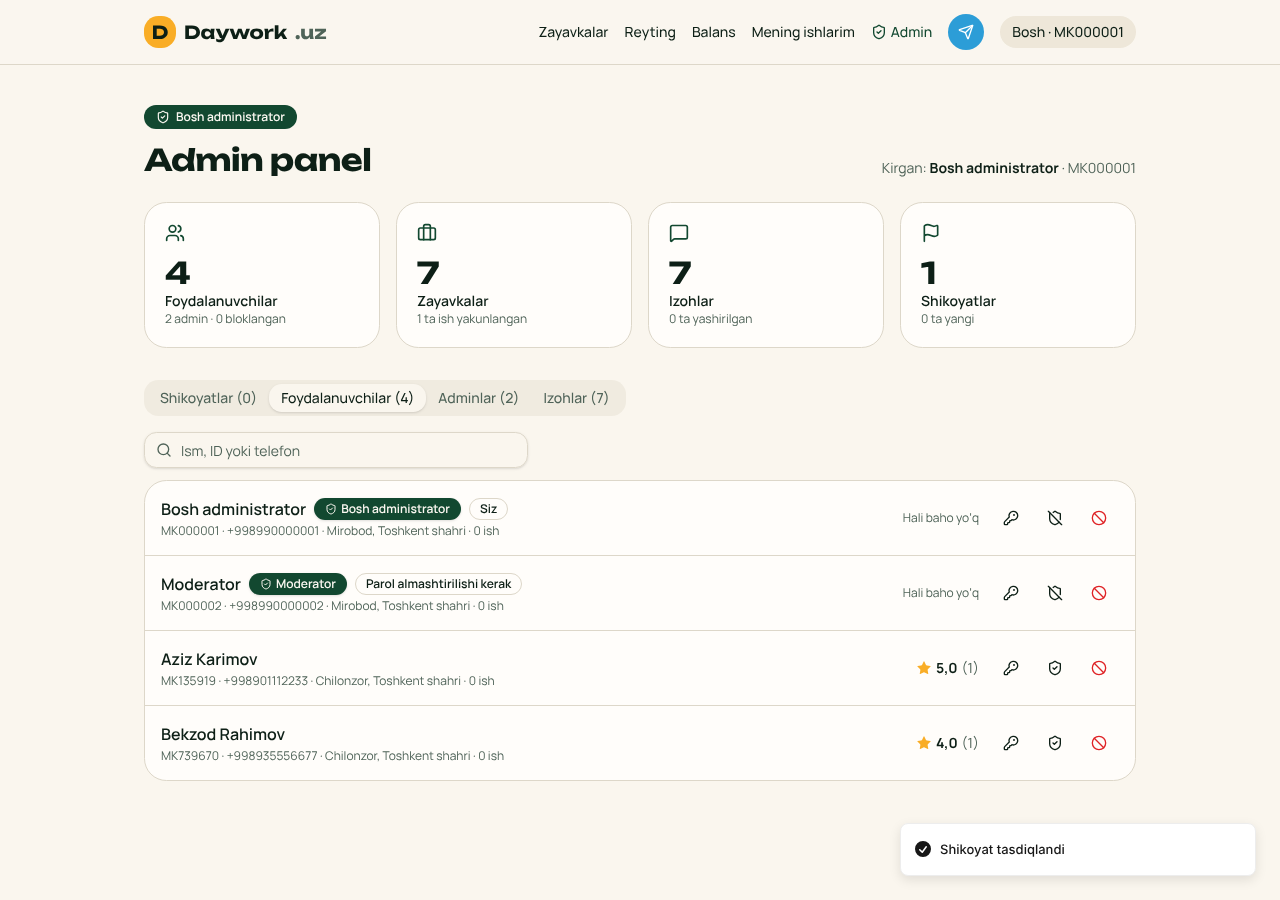 D Daywork .uz
Zayavkalar Reyting Balans Mening ishlarim Admin Bosh · MK000001
Bosh administrator
Admin panel
Kirgan: Bosh administrator · MK000001
4
Foydalanuvchilar
2 admin · 0 bloklangan
7
Zayavkalar
1 ta ish yakunlangan
7
Izohlar
0 ta yashirilgan
1
Shikoyatlar
0 ta yangi
Shikoyatlar (0) Foydalanuvchilar (4) Adminlar (2) Izohlar (7)
Ism, ID yoki telefon
Bosh administrator Bosh administrator Siz
MK000001 · +998990000001 · Mirobod, Toshkent shahri · 0 ish
Hali baho yo'q
Moderator Moderator Parol almashtirilishi kerak
MK000002 · +998990000002 · Mirobod, Toshkent shahri · 0 ish
Hali baho yo'q
Aziz Karimov
MK135919 · +998901112233 · Chilonzor, Toshkent shahri · 0 ish
5,0 (1)
Bekzod Rahimov
MK739670 · +998935556677 · Chilonzor, Toshkent shahri · 0 ish
4,0 (1)
Shikoyat tasdiqlandi